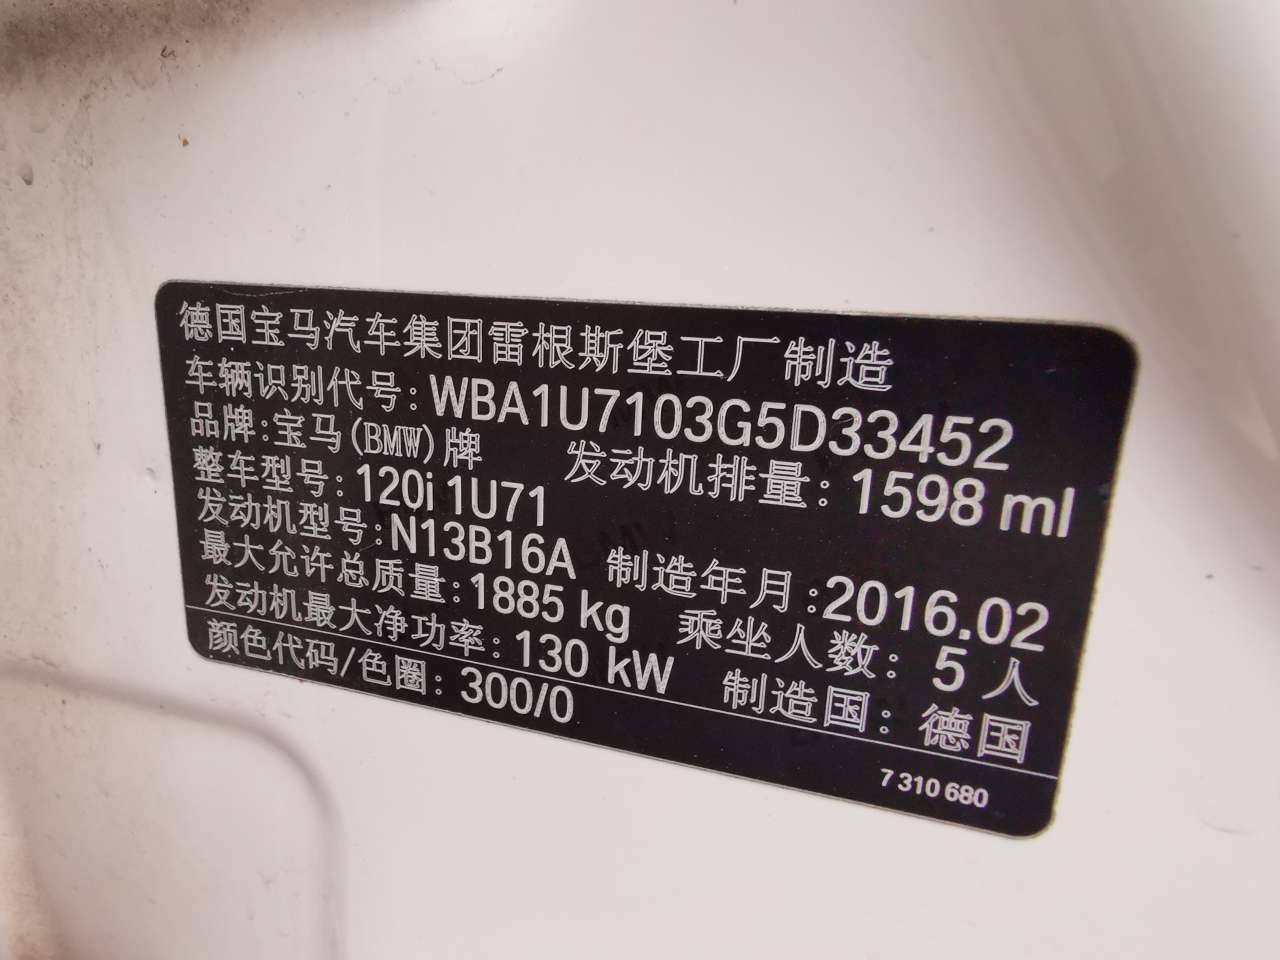 德国宝马汽车集团雷根斯堡工厂制造
车辆识别代号: WBA1U7103G5D33452
品牌: 宝马(BMW)牌 发动机排量: 1598 ml
整车型号: 120i 1U71
发动机型号: N13B16A 制造年月: 2016.02
最大允许总质量: 1885 kg 乘坐人数: 5 人
发动机最大净功率: 130 kW 制造国: 德国
颜色代码/色圈: 300/0
7 310 680